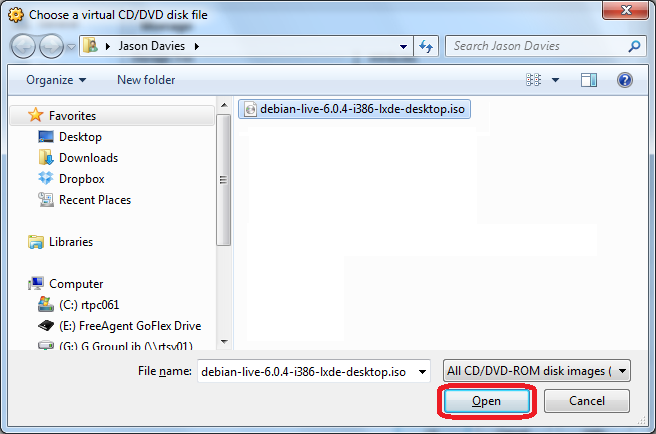 Choose a virtual CD/DVD disk file
Jason Davies
Search Jason Davies
Organize
New folder
Favorites
Desktop
Downloads
Dropbox
Recent Places
Libraries
Computer
(C:) rtpc061
(E:) FreeAgent GoFlex Drive
(G:) G GroupLib (\\rtsv01)
debian-live-6.0.4-i386-lxde-desktop.iso
File name:
debian-live-6.0.4-i386-lxde-desktop.iso
All CD/DVD-ROM disk images (
Open
Cancel